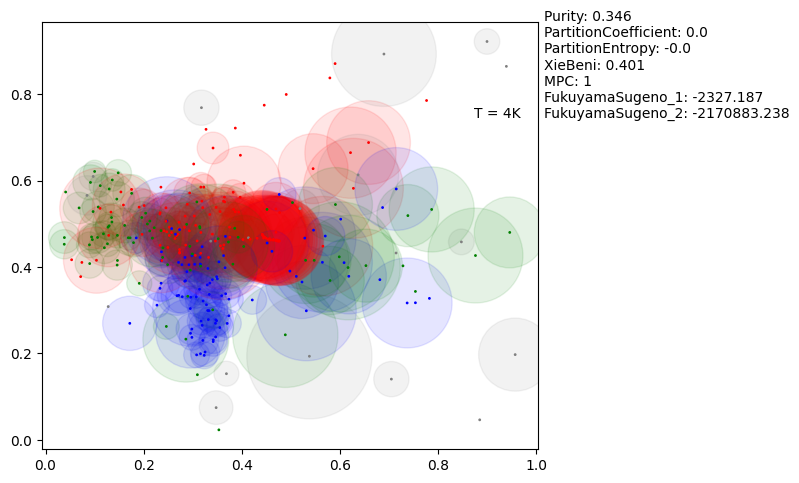 Purity: 0.346
PartitionCoefficient: 0.0
PartitionEntropy: -0.0
XieBeni: 0.401
MPC: 1
FukuyamaSugeno_1: -2327.187
FukuyamaSugeno_2: -2170883.238
T = 4K
0.8
0.6
0.4
0.2
0.0
0.0 0.2 0.4 0.6 0.8 1.0